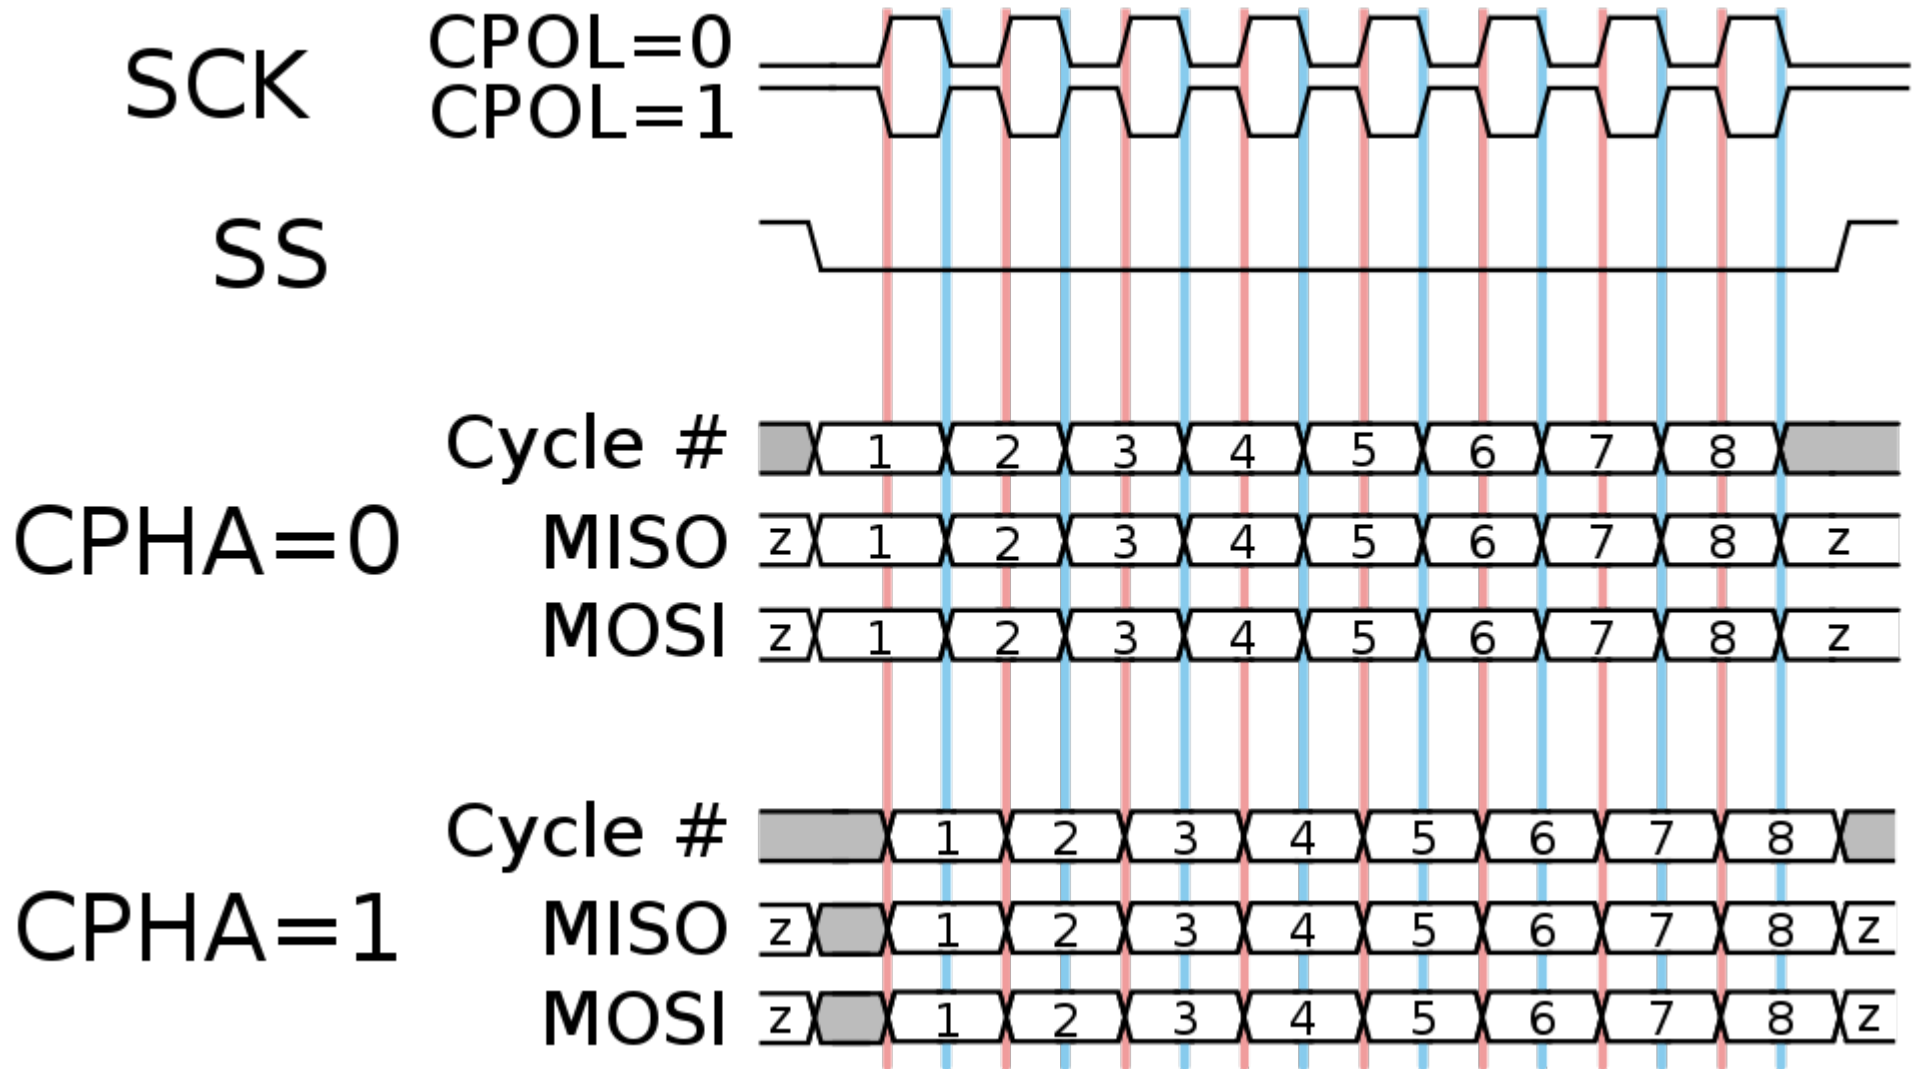 SCK CPOL=0
CPOL=1
SS
Cycle # 1 2 3 4 5 6 7 8
CPHA=0 MISO z 1 2 3 4 5 6 7 8 z
MOSI z 1 2 3 4 5 6 7 8 z
Cycle # 1 2 3 4 5 6 7 8
CPHA=1 MISO z 1 2 3 4 5 6 7 8 z
MOSI z 1 2 3 4 5 6 7 8 z